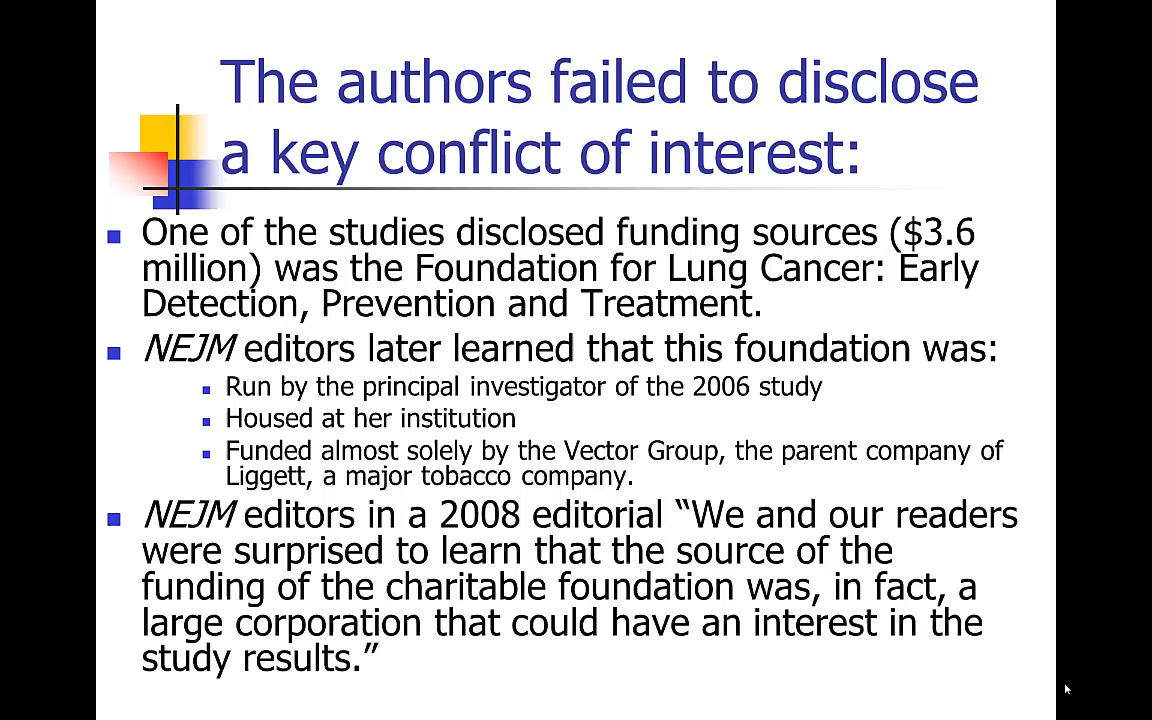 The authors failed to disclose
a key conflict of interest:
One of the studies disclosed funding sources ($3.6
million) was the Foundation for Lung Cancer: Early
Detection, Prevention and Treatment.
NEJM editors later learned that this foundation was:
Run by the principal investigator of the 2006 study
Housed at her institution
Funded almost solely by the Vector Group, the parent company of
Liggett, a major tobacco company.
NEJM editors in a 2008 editorial “We and our readers
were surprised to learn that the source of the
funding of the charitable foundation was, in fact, a
large corporation that could have an interest in the
study results.”